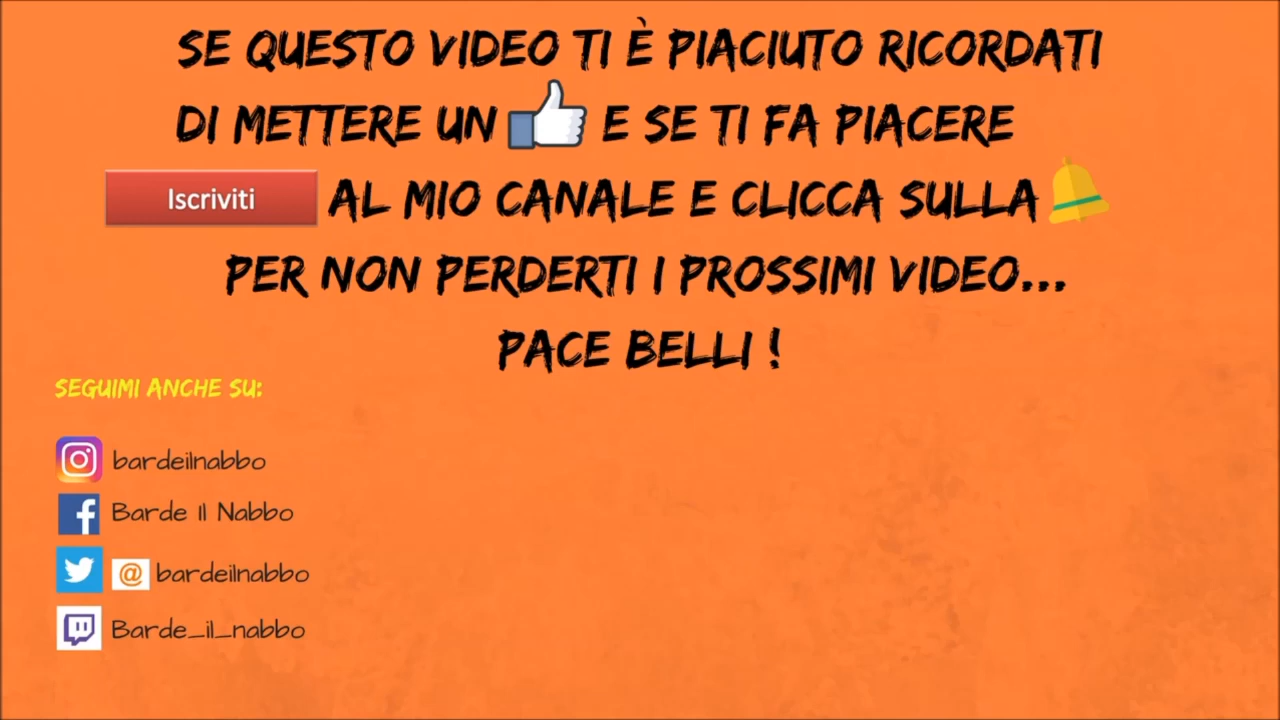 SE QUESTO VIDEO TI È PIACIUTO RICORDATI
DI METTERE UN E SE TI FA PIACERE
Iscriviti AL MIO CANALE E CLICCA SULLA
PER NON PERDERTI I PROSSIMI VIDEO...
PACE BELLI !
SEGUIMI ANCHE SU:
bardeilnabbo
Barde Il Nabbo
@ bardeilnabbo
Barde_il_nabbo